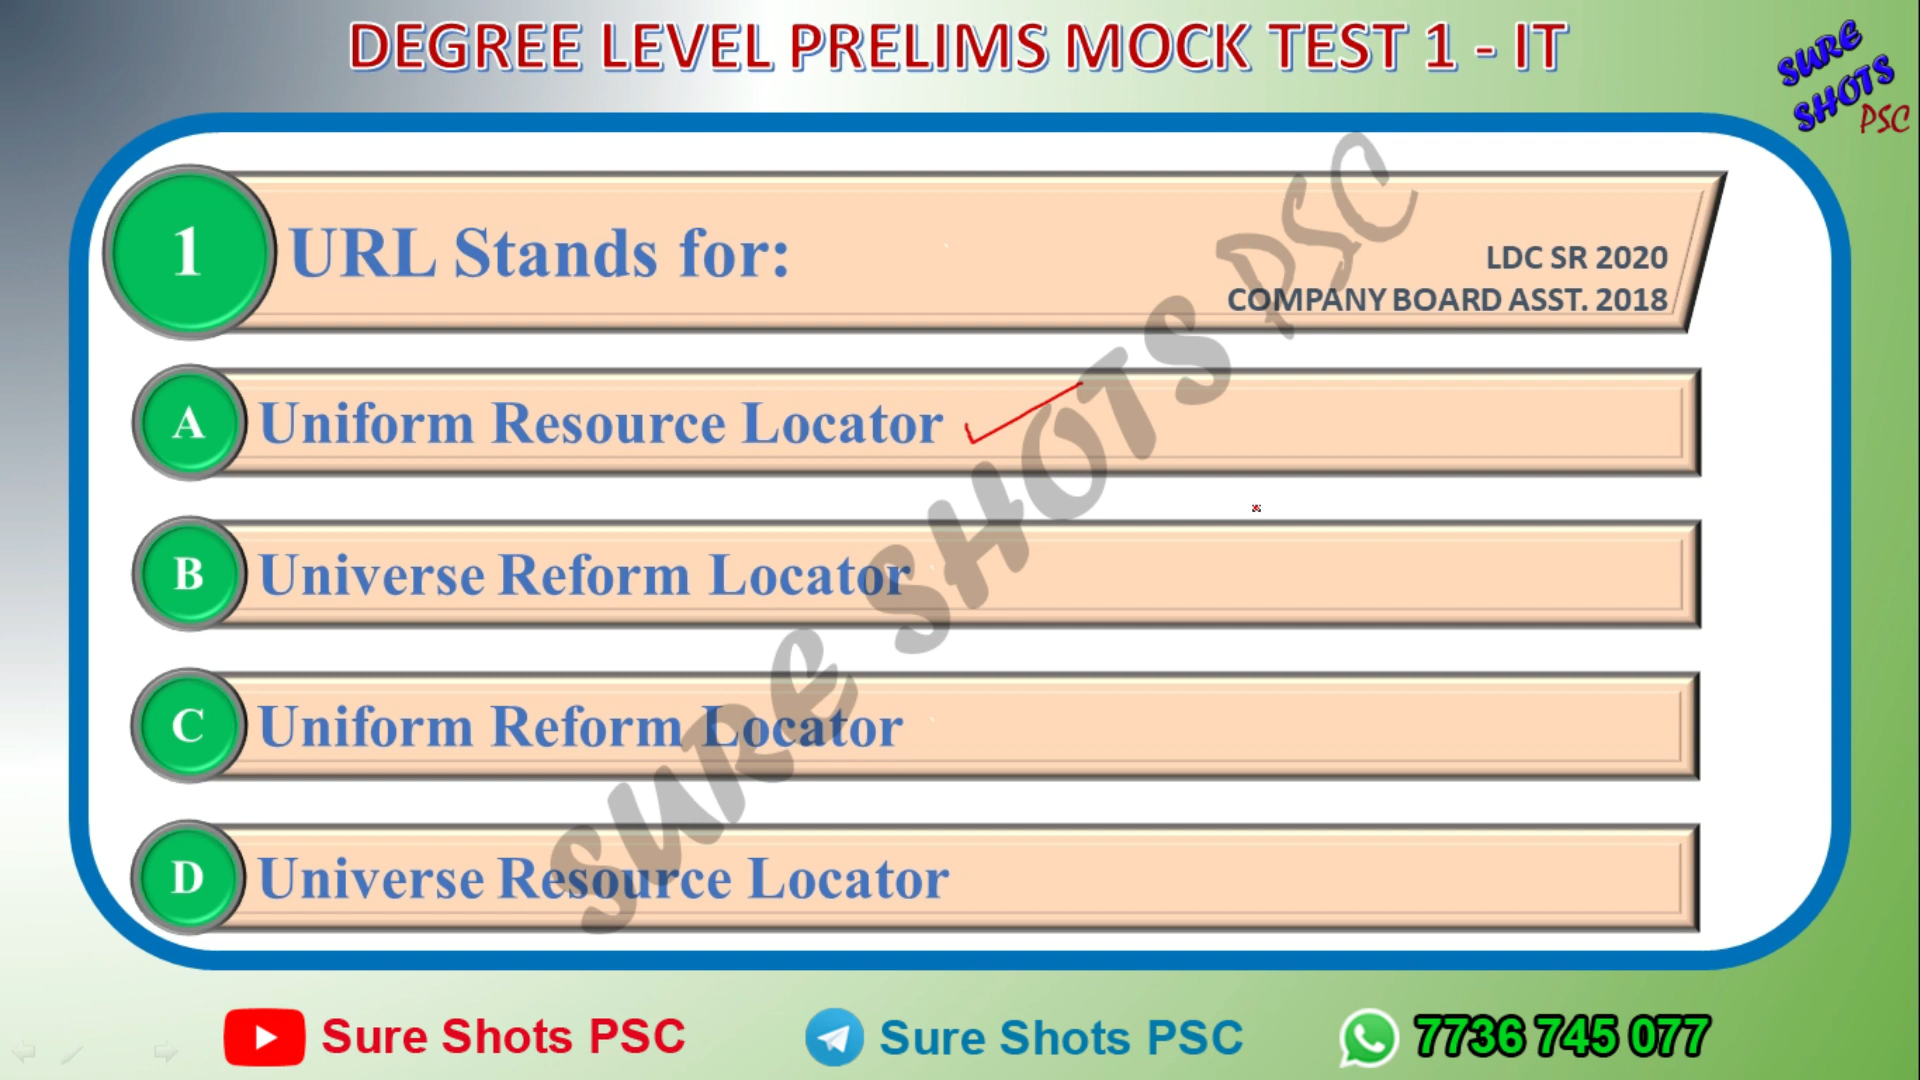 DEGREE LEVEL PRELIMS MOCK TEST 1 - IT
SURE
SHOTS
PSC
1
URL Stands for:
LDC SR 2020
COMPANY BOARD ASST. 2018
A
Uniform Resource Locator
B
Universe Reform Locator
C
Uniform Reform Locator
D
Universe Resource Locator
SURE SHOTS PSC
Sure Shots PSC
Sure Shots PSC
7736 745 077